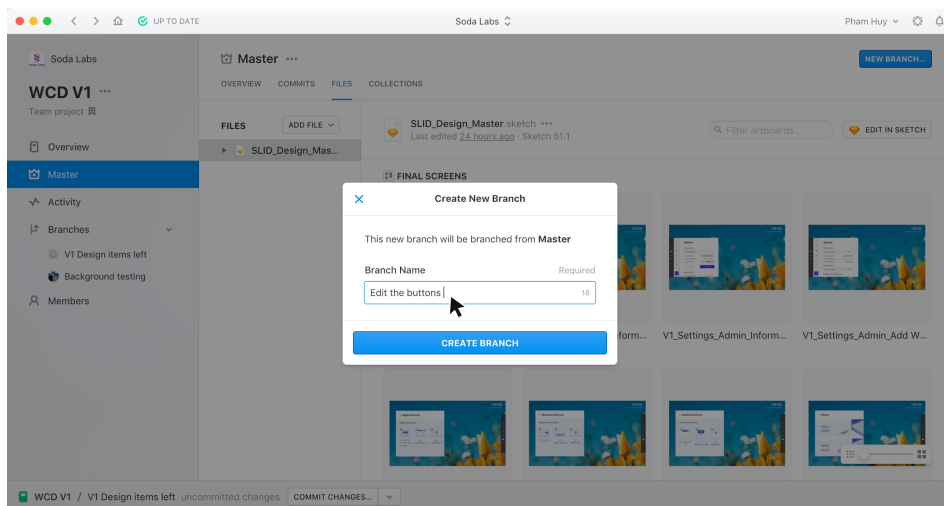 UP TO DATE
Soda Labs
Pham Huy
Soda Labs
WCD V1
Team project
Overview
Master
Activity
Branches
V1 Design items left
Background testing
Members
Master
NEW BRANCH...
OVERVIEW COMMITS FILES COLLECTIONS
FILES
ADD FILE
SLID_Design_Mas...
SLID_Design_Master.sketch
Last edited 24 hours ago · Sketch 51.1
Filter artboards...
EDIT IN SKETCH
FINAL SCREENS
Create New Branch
This new branch will be branched from Master
Branch Name Required
Edit the buttons 18
CREATE BRANCH
form... V1_Settings_Admin_Inform... V1_Settings_Admin_Add W...
WCD V1 / V1 Design items left uncommitted changes COMMIT CHANGES...